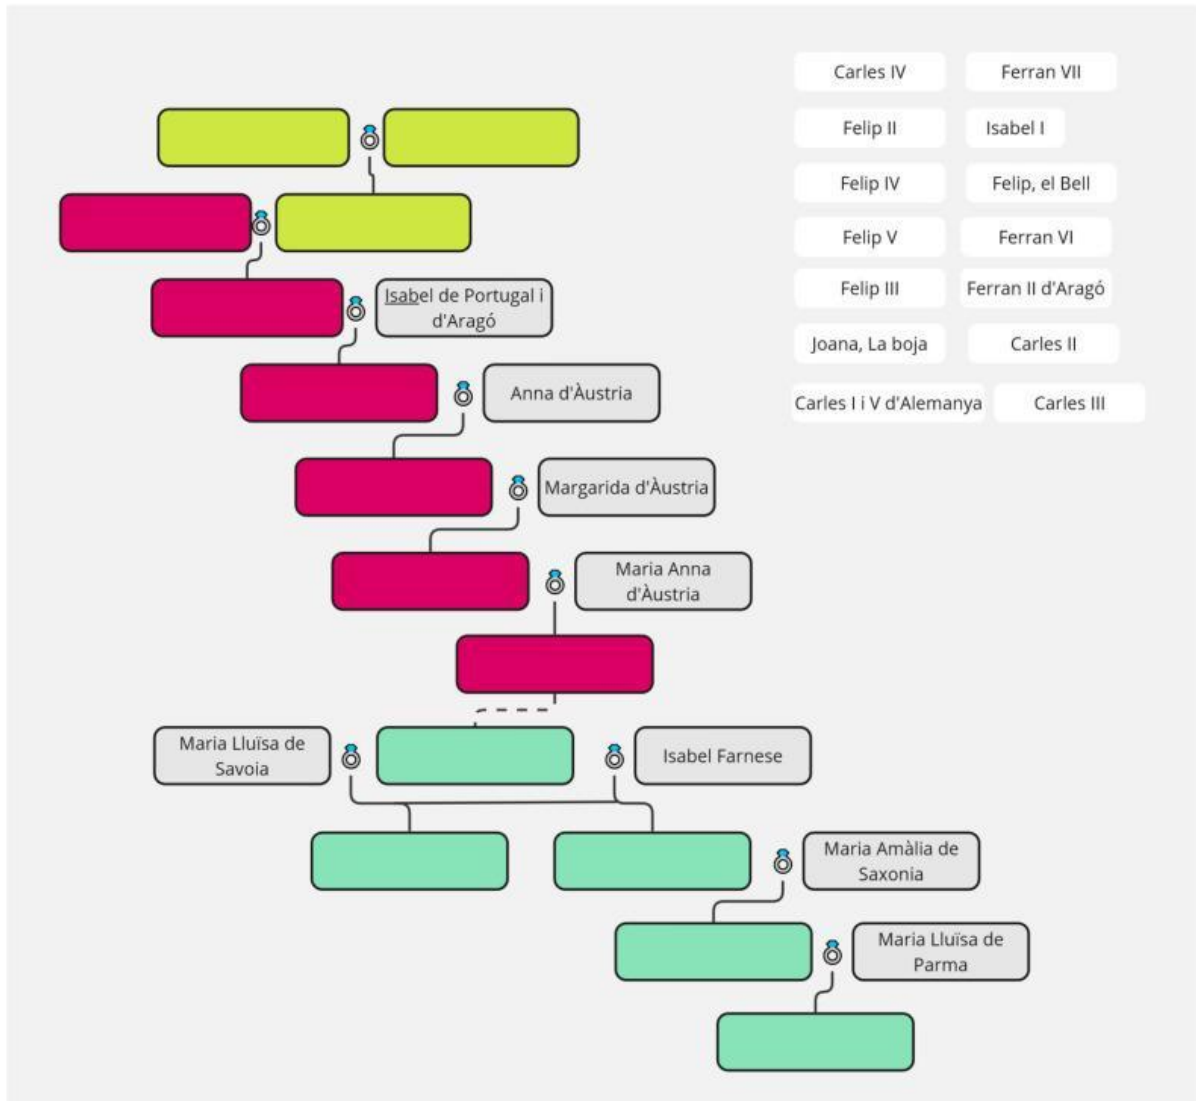 Carles IV
Ferran VII
Felip II
Isabel I
Felip IV
Felip, el Bell
Felip V
Ferran VI
Felip III
Ferran II d'Aragó
Joana, La boja
Carles II
Carles I i V d'Alemanya
Carles III
Isabel de Portugal i
d'Aragó
Anna d'Àustria
Margarida d'Àustria
Maria Anna
d'Àustria
Maria Lluïsa de
Savoia
Isabel Farnese
Maria Amàlia de
Saxonia
Maria Lluïsa de
Parma